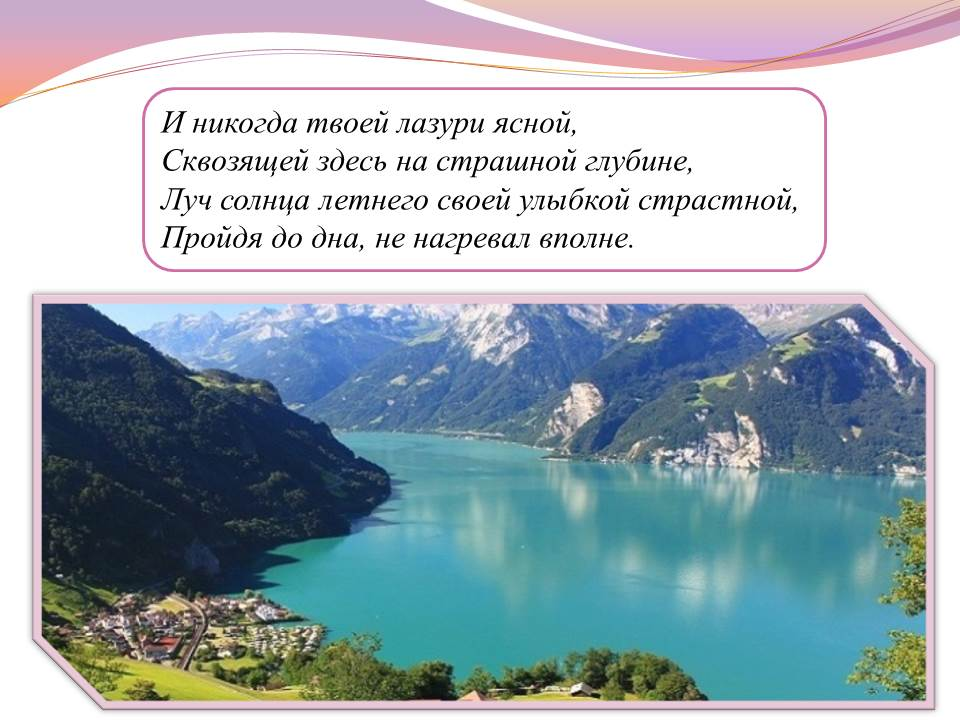 И никогда твоей лазури ясной,
Сквозящей здесь на страшной глубине,
Луч солнца летнего своей улыбкой страстной,
Пройдя до дна, не нагревал вполне.